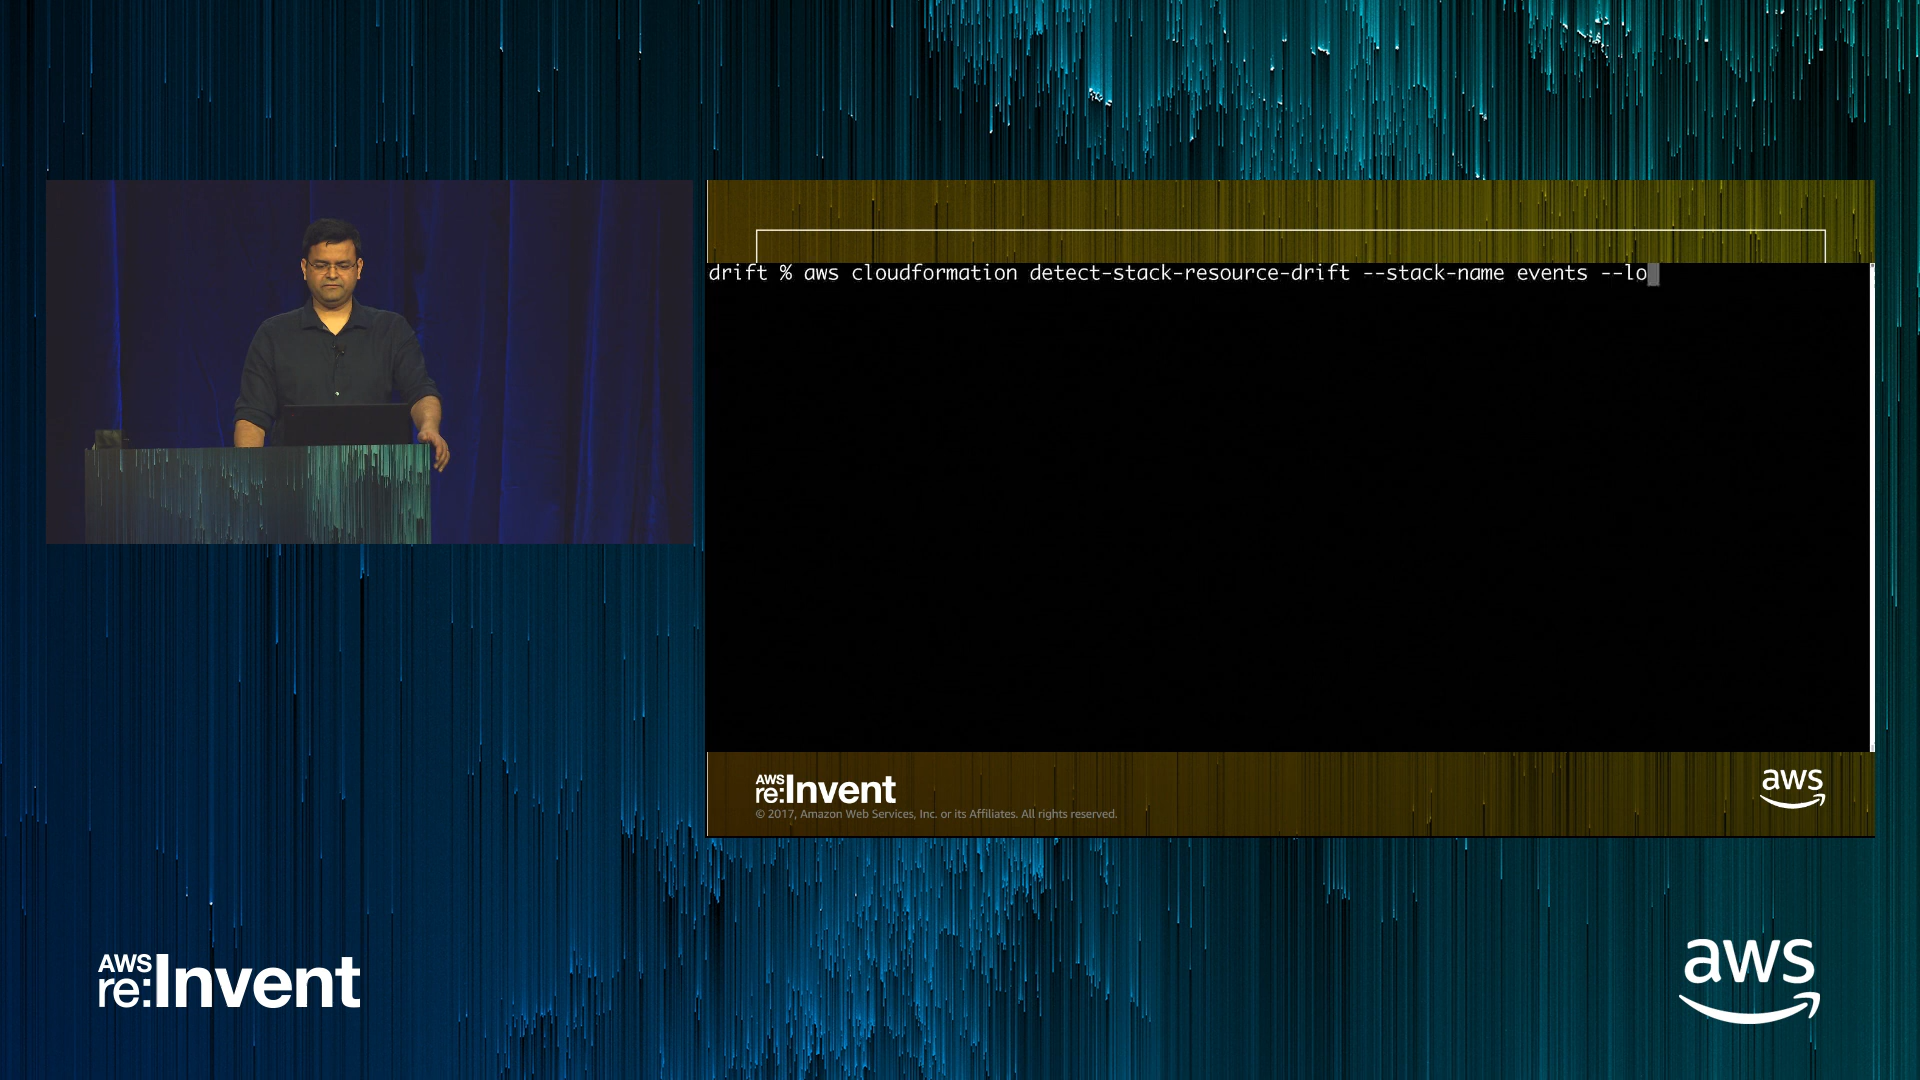 drift % aws cloudformation detect-stack-resource-drift --stack-name events --lo
AWS
re:Invent
aws
© 2017, Amazon Web Services, Inc. or its Affiliates. All rights reserved.
AWS
re:Invent
aws